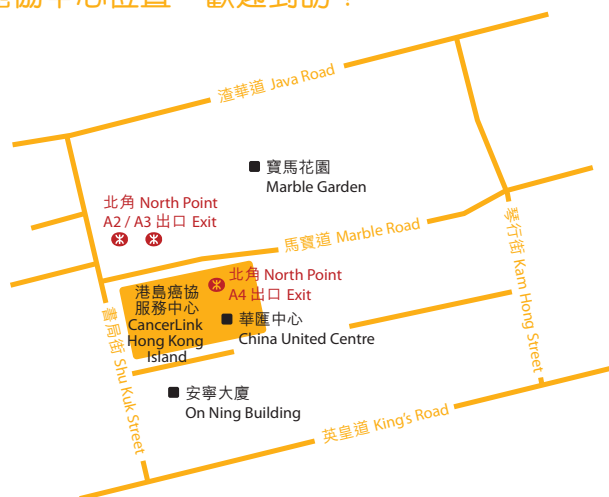 歡迎到訪！
渣華道 Java Road
寶馬花園
Marble Garden
北角 North Point
A2 / A3 出口 Exit
馬寶道 Marble Road
琴行街 Kam Hong Street
北角 North Point
A4 出口 Exit
港島癌協
服務中心
CancerLink
Hong Kong
Island
華匯中心
China United Centre
書局街 Shu Kuk Street
安寧大廈
On Ning Building
英皇道 King's Road